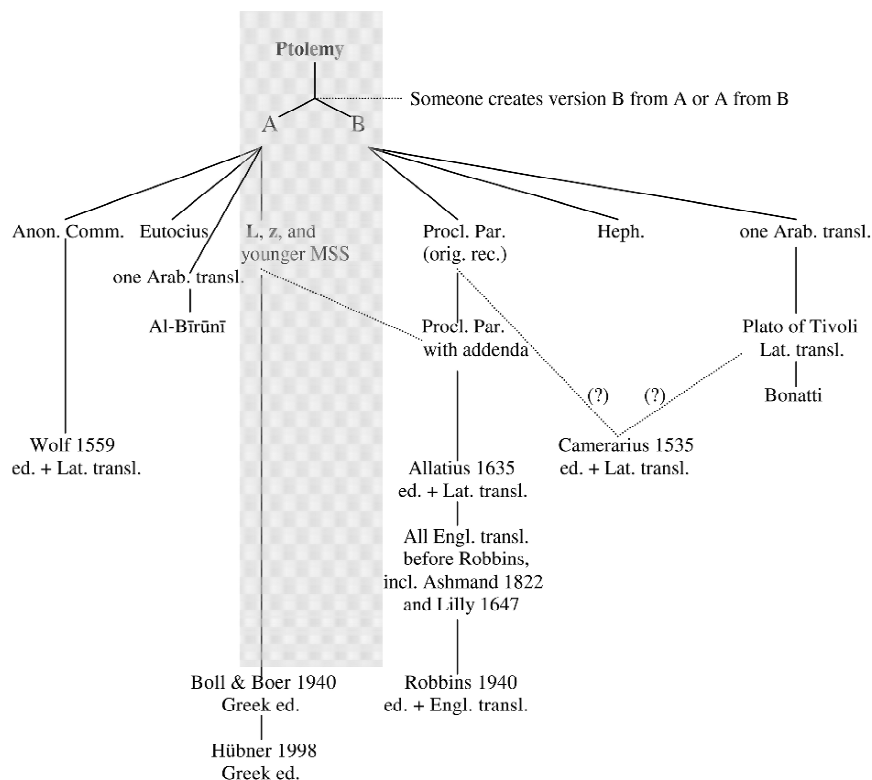 Ptolemy
Someone creates version B from A or A from B
A
B
Anon. Comm.
Eutocius
L, z, and
younger MSS
Procl. Par.
(orig. rec.)
Heph.
one Arab. transl.
one Arab. transl.
Al-Bīrūnī
Procl. Par.
with addenda
Plato of Tivoli
Lat. transl.
Bonatti
(?)
(?)
Wolf 1559
ed. + Lat. transl.
Allatius 1635
ed. + Lat. transl.
Camerarius 1535
ed. + Lat. transl.
All Engl. transl.
before Robbins,
incl. Ashmand 1822
and Lilly 1647
Boll & Boer 1940
Greek ed.
Robbins 1940
ed. + Engl. transl.
Hübner 1998
Greek ed.